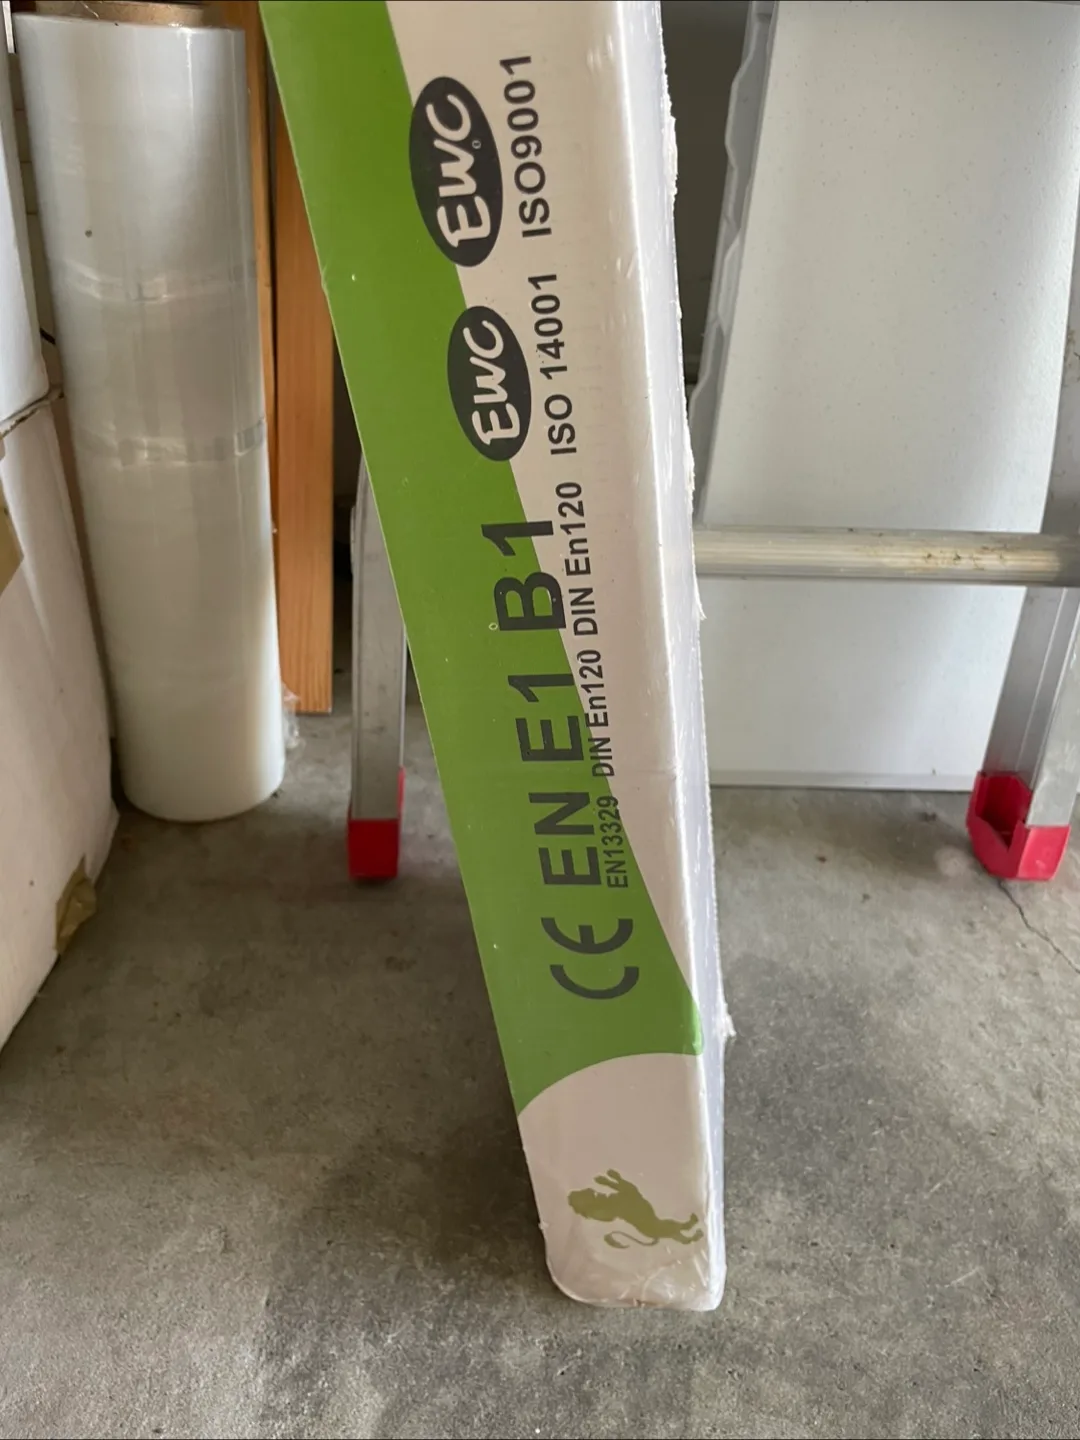 CE EN E1 B1
EN13329 DIN En120 DIN En120 ISO 14001 ISO9001
EWC EWC